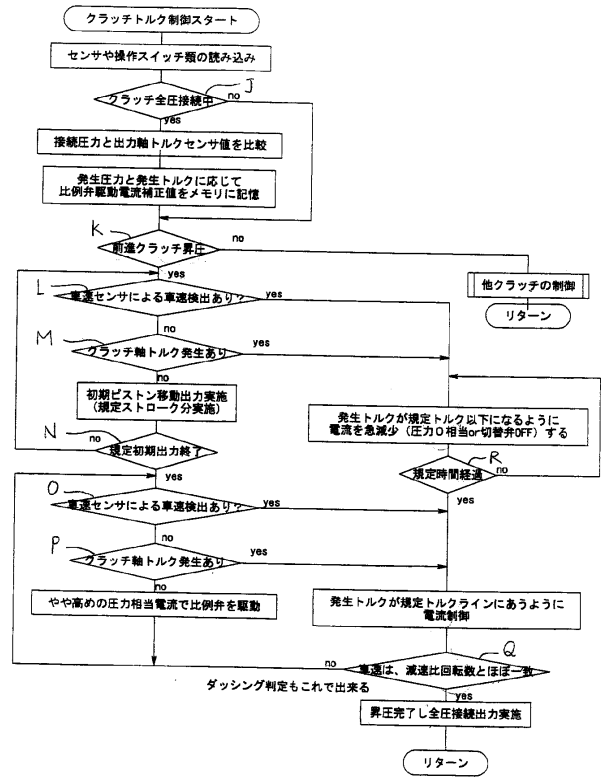 クラッチトルク制御スタート
センサや操作スイッチ類の読み込み
J
クラッチ全圧接続中
no
yes
接続圧力と出力軸トルクセンサ値を比較
発生圧力と発生トルクに応じて
比例弁駆動電流補正値をメモリに記憶
K
前進クラッチ昇圧
no
yes
他クラッチの制御
リターン
L
車速センサによる車速検出あり?
yes
no
M
クラッチ軸トルク発生あり
yes
no
初期ピストン移動出力実施
(規定ストローク分実施)
発生トルクが規定トルク以下になるように
電流を急減少(圧力0相当or切替弁OFF)する
N
no
規定初期出力終了
yes
R
規定時間経過
no
yes
O
車速センサによる車速検出あり?
yes
no
P
クラッチ軸トルク発生あり
yes
no
やや高めの圧力相当電流で比例弁を駆動
発生トルクが規定トルクラインにあうように
電流制御
Q
no
車速は、減速比回転数とほぼ一致
ダッシング判定もこれで出来る
yes
昇圧完了し全圧接続出力実施
リターン